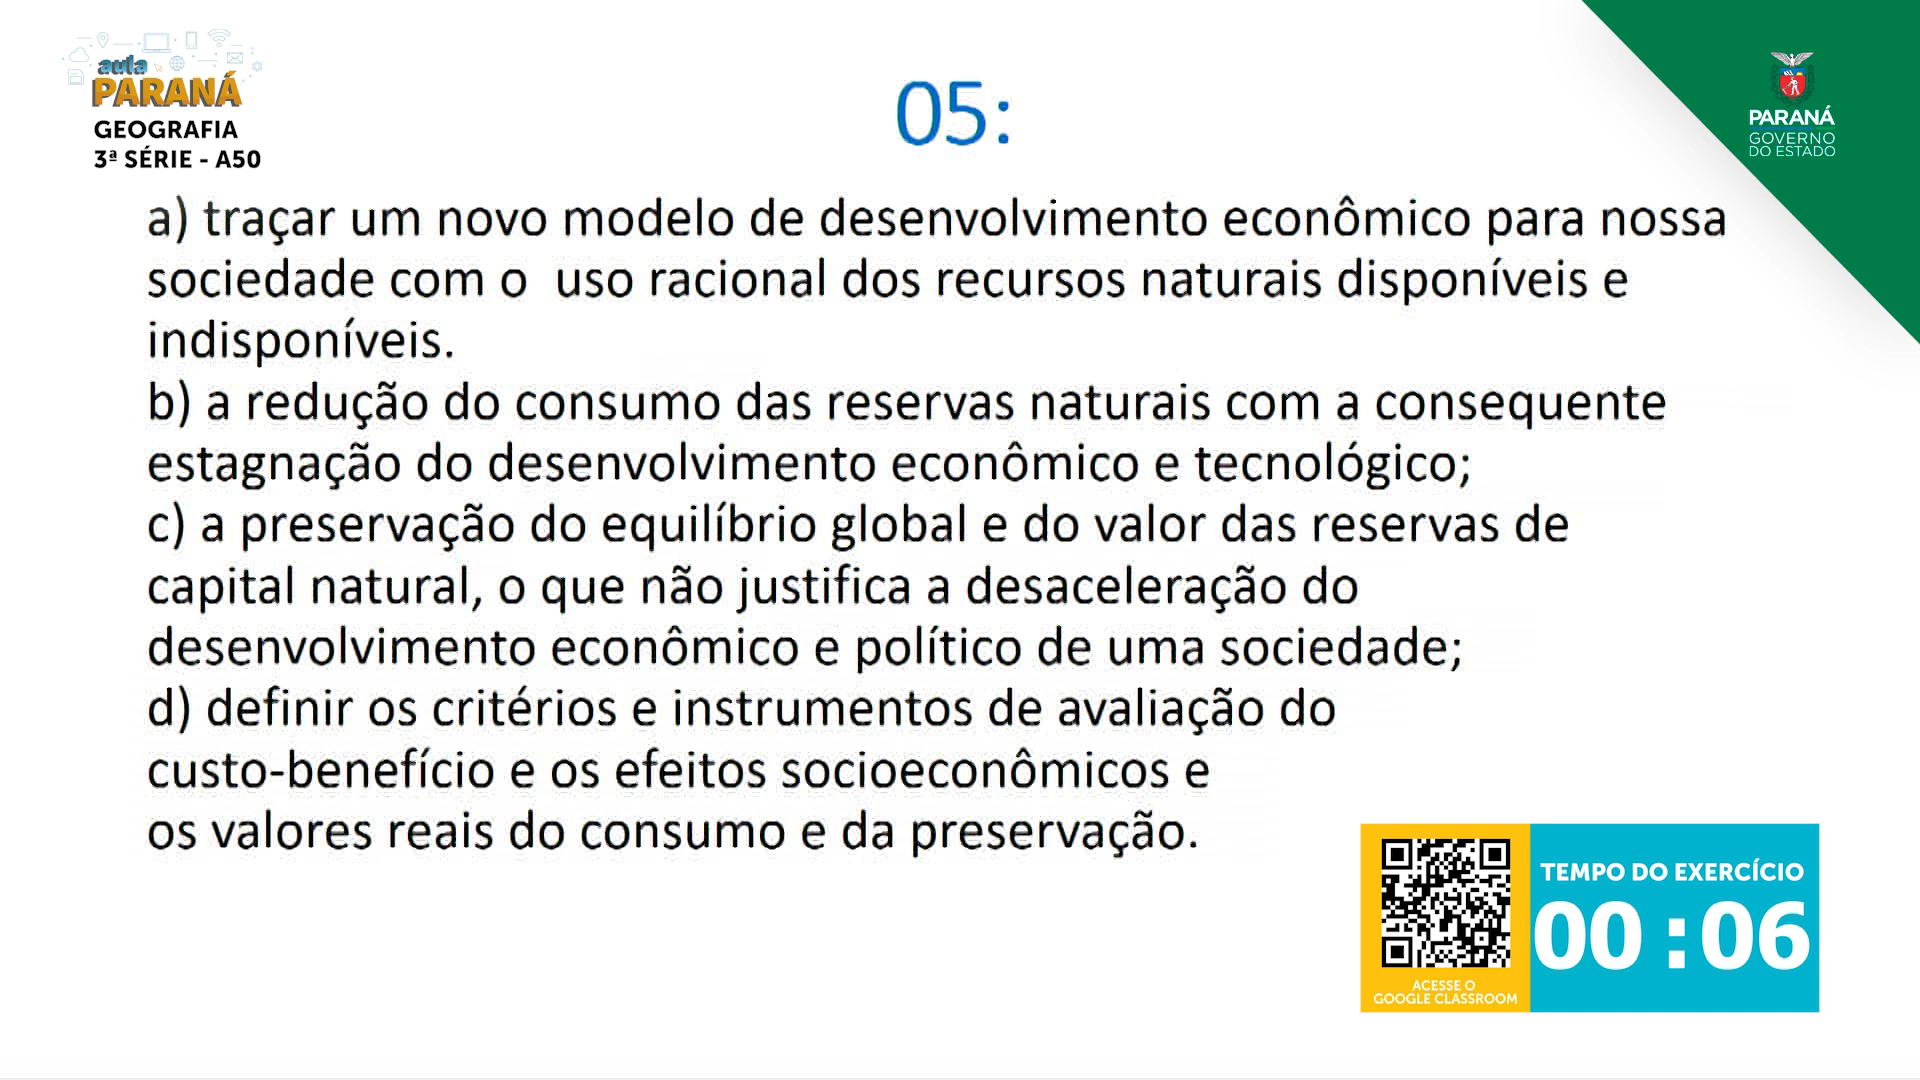 aula
PARANÁ
GEOGRAFIA
3ª SÉRIE - A50
05:
PARANÁ
GOVERNO
DO ESTADO
a) traçar um novo modelo de desenvolvimento econômico para nossa
sociedade com o  uso racional dos recursos naturais disponíveis e
indisponíveis.
b) a redução do consumo das reservas naturais com a consequente
estagnação do desenvolvimento econômico e tecnológico;
c) a preservação do equilíbrio global e do valor das reservas de
capital natural, o que não justifica a desaceleração do
desenvolvimento econômico e político de uma sociedade;
d) definir os critérios e instrumentos de avaliação do
custo-benefício e os efeitos socioeconômicos e
os valores reais do consumo e da preservação.
ACESSE O
GOOGLE CLASSROOM
TEMPO DO EXERCÍCIO
00:06